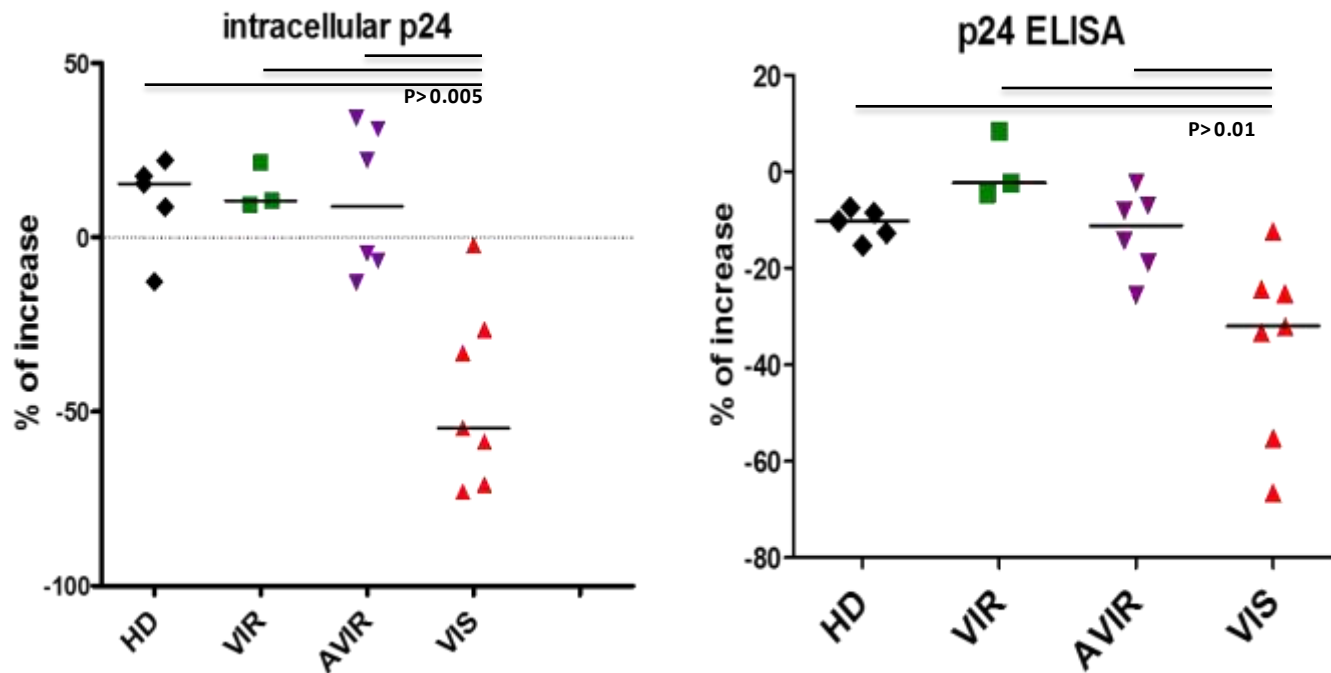 intracellular p24
50
P>0.005
0
-50
-100
% of increase
HD
VIR
AVIR
VIS
p24 ELISA
20
P>0.01
0
-20
-40
-60
-80
% of increase
HD
VIR
AVIR
VIS